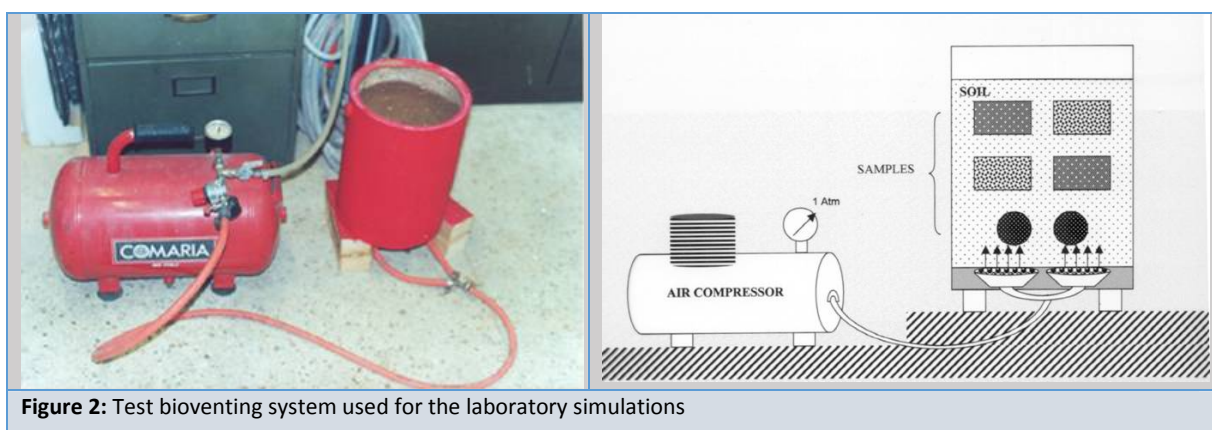 COMARIA
SOIL
SAMPLES
1 Atm
AIR COMPRESSOR
Figure 2: Test bioventing system used for the laboratory simulations